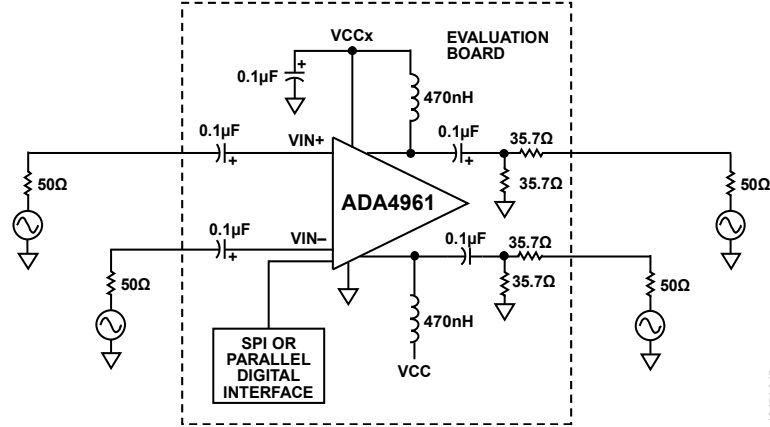 VCCx
EVALUATION
BOARD
0.1µF
+
470nH
0.1µF
+
VIN+
0.1µF
+
35.7Ω
50Ω
35.7Ω
50Ω
ADA4961
0.1µF
+
VIN–
0.1µF
35.7Ω
50Ω
35.7Ω
50Ω
470nH
SPI OR
PARALLEL
DIGITAL
INTERFACE
VCC